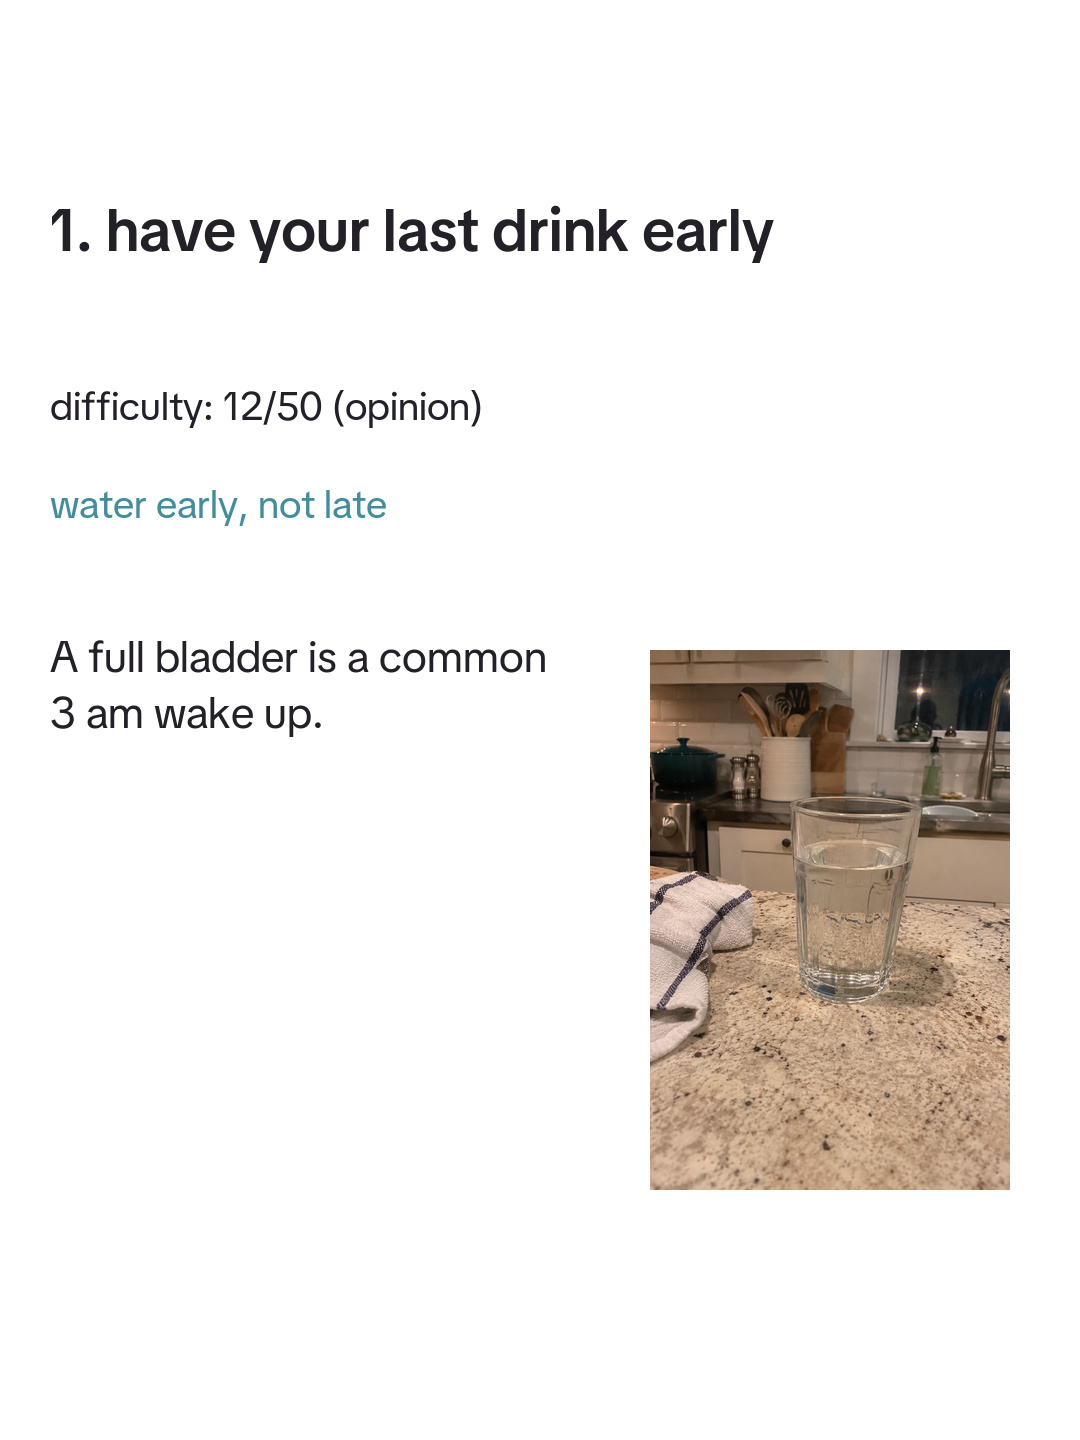 1. have your last drink early
difficulty: 12/50 (opinion)
water early, not late
A full bladder is a common
3 am wake up.